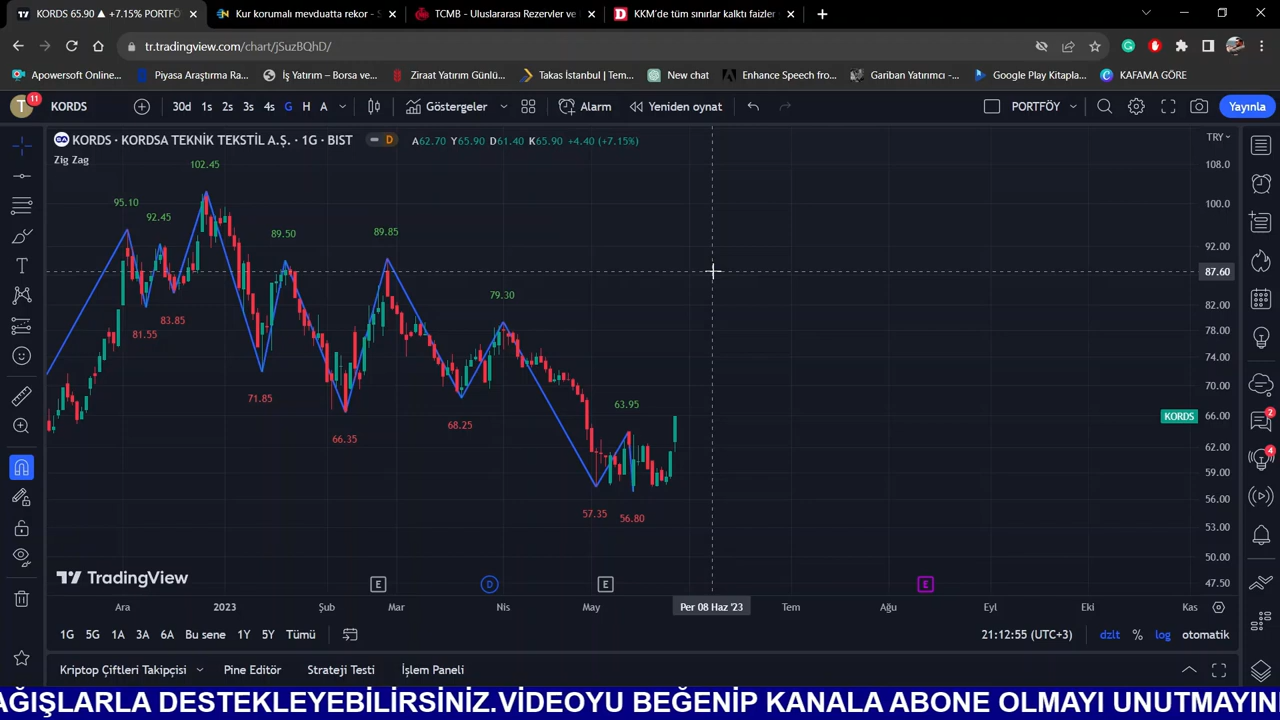 KORDS 65.90 ▲ +7.15% PORTFÖ
Kur korumalı mevduatta rekor - S
TCMB - Uluslararası Rezervler ve
KKM'de tüm sınırlar kalktı faizler
tr.tradingview.com/chart/jSuzBQhD/
Apowersoft Online...
Piyasa Araştırma Ra...
İş Yatırım – Borsa ve...
Ziraat Yatırım Günlü...
Takas İstanbul | Tem...
New chat
Enhance Speech fro...
Gariban Yatırımcı -...
Google Play Kitapla...
KAFAMA GÖRE
T
11
KORDS
30d 1s 2s 3s 4s G H A
Göstergeler
Alarm
Yeniden oynat
PORTFÖY
Yayınla
KORDS · KORDSA TEKNİK TEKSTİL A.Ş. · 1G · BIST
D
A62.70 Y65.90 D61.40 K65.90 +4.40 (+7.15%)
TRY
Zig Zag
102.45
108.0
95.10
100.0
92.45
89.50
89.85
92.00
87.60
79.30
82.00
83.85
81.55
78.00
74.00
70.00
71.85
63.95
KORDS
66.00
68.25
2
66.35
62.00
4
59.00
56.00
57.35
56.80
53.00
50.00
TradingView
E
D
E
E
47.50
Ara
2023
Şub
Mar
Nis
May
Per 08 Haz '23
Tem
Ağu
Eyl
Eki
Kas
1G 5G 1A 3A 6A Bu sene 1Y 5Y Tümü
21:12:55 (UTC+3)
dzlt % log otomatik
Kriptop Çiftleri Takipçisi
Pine Editör
Strateji Testi
İşlem Paneli
AĞIŞLARLA DESTEKLEYEBİLİRSİNİZ.VİDEOYU BEĞENİP KANALA ABONE OLMAYI UNUTMAYIN